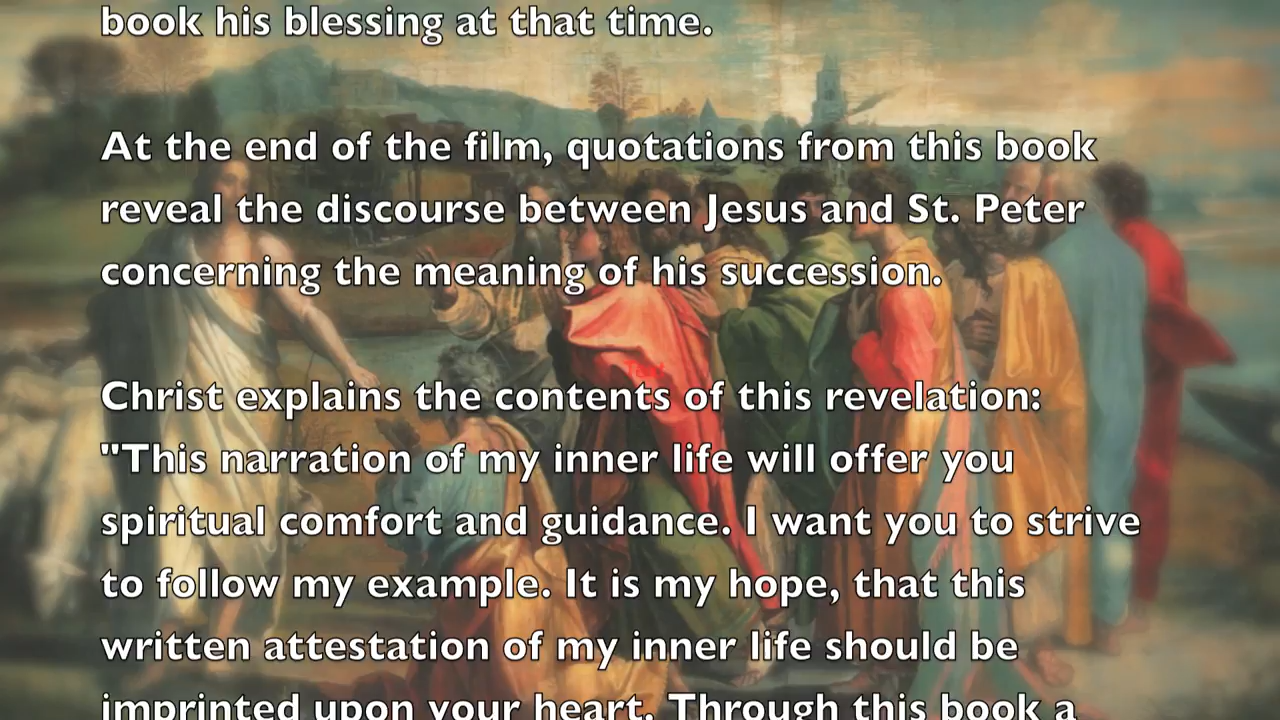 book his blessing at that time.
At the end of the film, quotations from this book
reveal the discourse between Jesus and St. Peter
concerning the meaning of his succession.
Text
Christ explains the contents of this revelation:
"This narration of my inner life will offer you
spiritual comfort and guidance. I want you to strive
to follow my example. It is my hope, that this
written attestation of my inner life should be
imprinted upon your heart. Through this book a